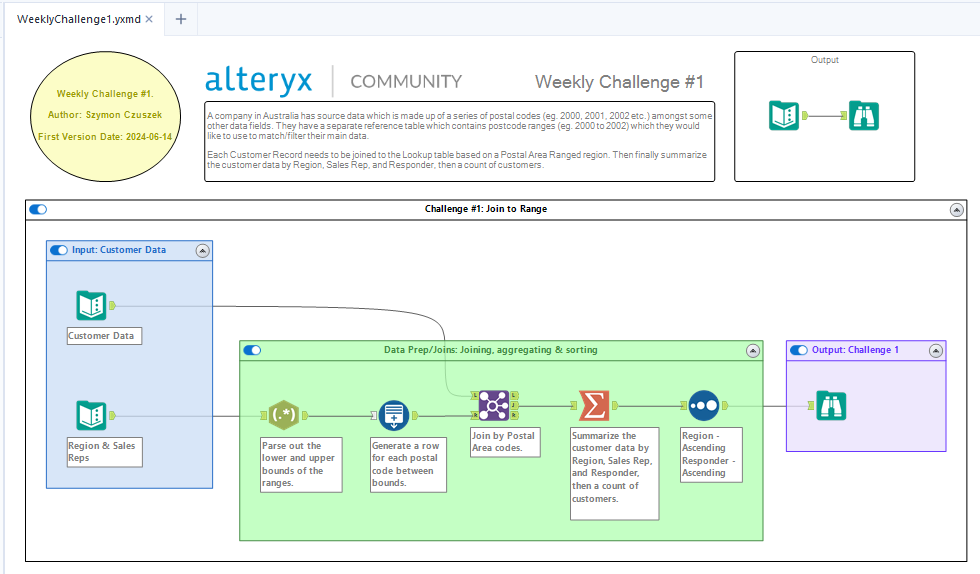 WeeklyChallenge1.yxmd × +
Weekly Challenge #1.
Author: Szymon Czuszek
First Version Date: 2024-06-14
alteryx COMMUNITY Weekly Challenge #1
A company in Australia has source data which is made up of a series of postal codes (eg. 2000, 2001, 2002 etc.) amongst some
other data fields. They have a separate reference table which contains postcode ranges (eg. 2000 to 2002) which they would
like to use to match/filter their main data.
Each Customer Record needs to be joined to the Lookup table based on a Postal Area Ranged region. Then finally summarize
the customer data by Region, Sales Rep, and Responder, then a count of customers.
Output
Challenge #1: Join to Range
Input: Customer Data
Customer Data
Region & Sales
Reps
Data Prep/Joins: Joining, aggregating & sorting
(.*)
Parse out the
lower and upper
bounds of the
ranges.
Generate a row
for each postal
code between
bounds.
L
R
L
J
R
Join by Postal
Area codes.
Σ
Summarize the
customer data by
Region, Sales Rep,
and Responder,
then a count of
customers.
Region -
Ascending
Responder -
Ascending
Output: Challenge 1